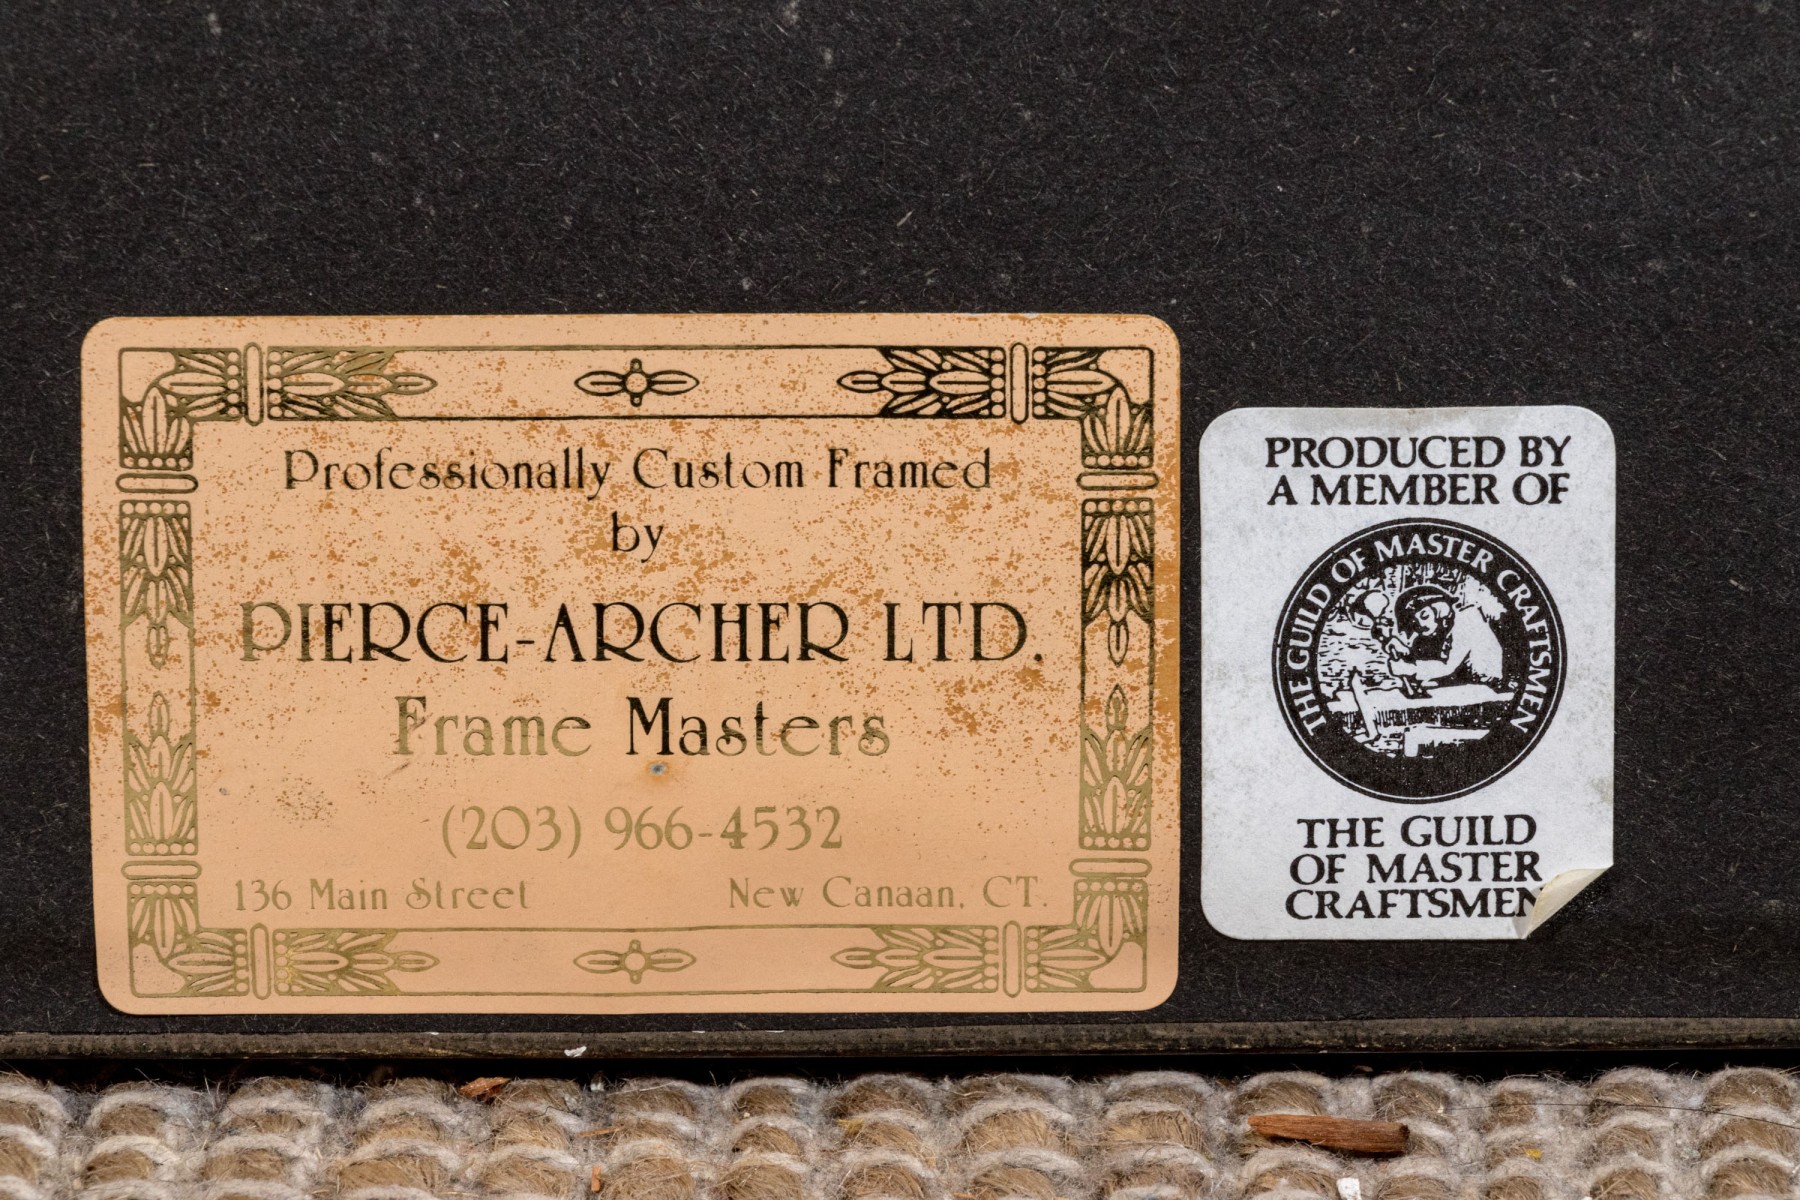 Professionally Custom Framed
by
PIERCE-ARCHER LTD.
Frame Masters
(203) 966-4532
136 Main Street New Canaan, CT.
PRODUCED BY
A MEMBER OF
THE GUILD OF MASTER CRAFTSMEN
THE GUILD
OF MASTER
CRAFTSMEN